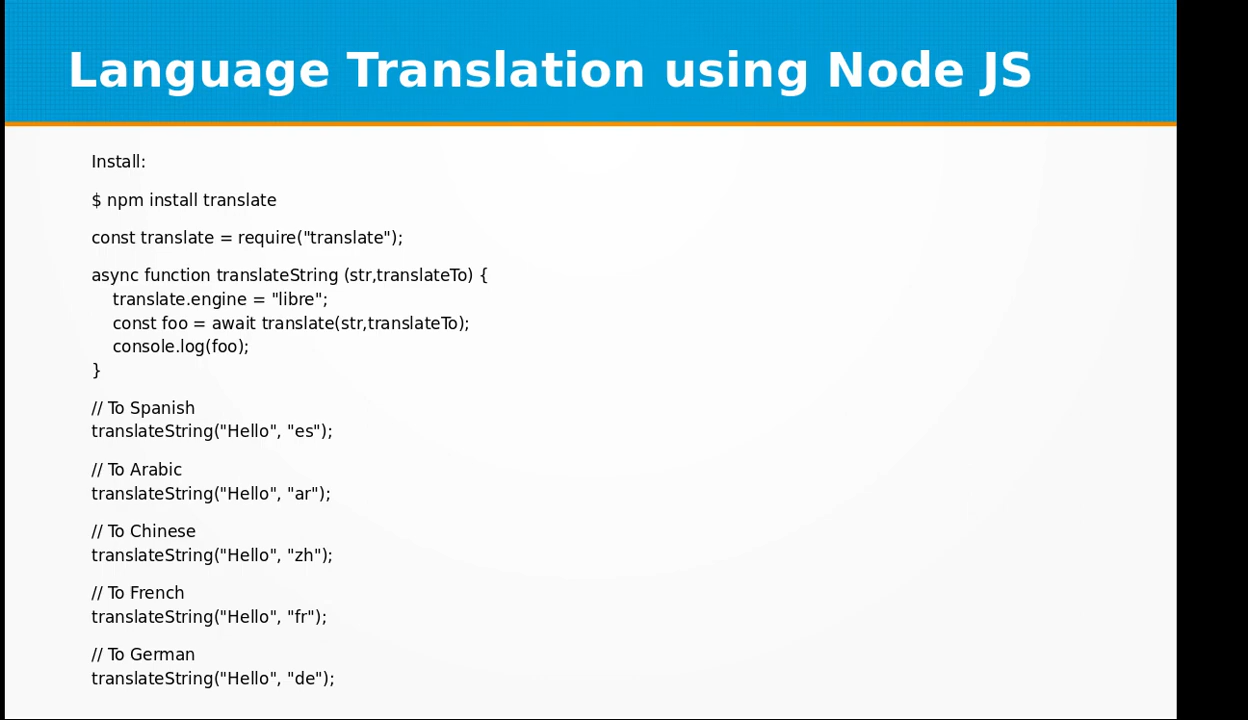 Language Translation using Node JS
Install:
$ npm install translate
const translate = require("translate");
async function translateString (str,translateTo) {
translate.engine = "libre";
const foo = await translate(str,translateTo);
console.log(foo);
}
// To Spanish
translateString("Hello", "es");
// To Arabic
translateString("Hello", "ar");
// To Chinese
translateString("Hello", "zh");
// To French
translateString("Hello", "fr");
// To German
translateString("Hello", "de");